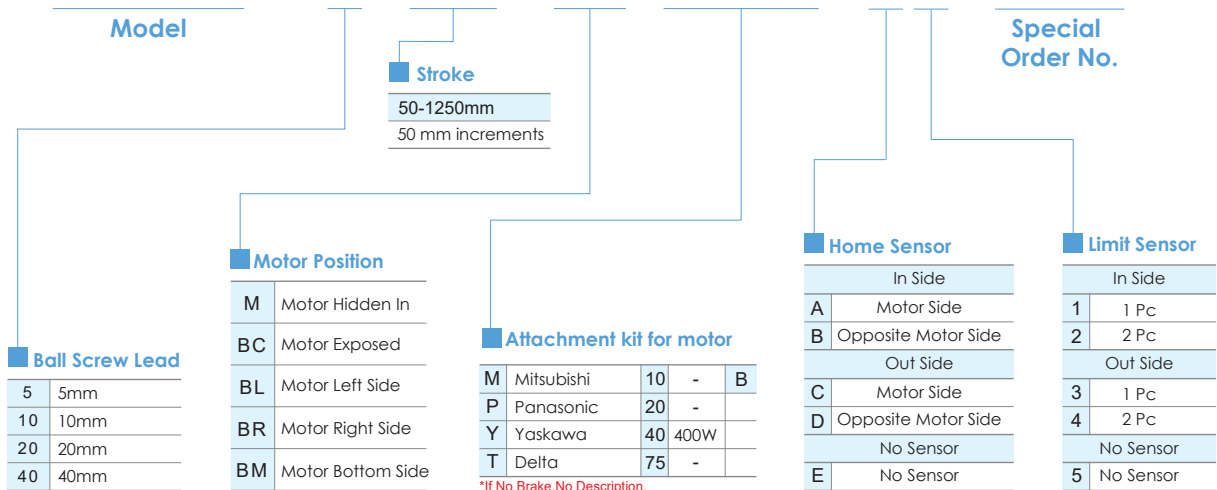 Model
Special
Order No.
Stroke
50-1250mm
50 mm increments
Ball Screw Lead
5 5mm
10 10mm
20 20mm
40 40mm
Motor Position
M Motor Hidden In
BC Motor Exposed
BL Motor Left Side
BR Motor Right Side
BM Motor Bottom Side
Attachment kit for motor
M Mitsubishi 10 - B
P Panasonic 20 -
Y Yaskawa 40 400W
T Delta 75 -
*If No Brake No Description.
Home Sensor
In Side
A Motor Side
B Opposite Motor Side
Out Side
C Motor Side
D Opposite Motor Side
No Sensor
E No Sensor
Limit Sensor
In Side
1 1 Pc
2 2 Pc
Out Side
3 1 Pc
4 2 Pc
No Sensor
5 No Sensor